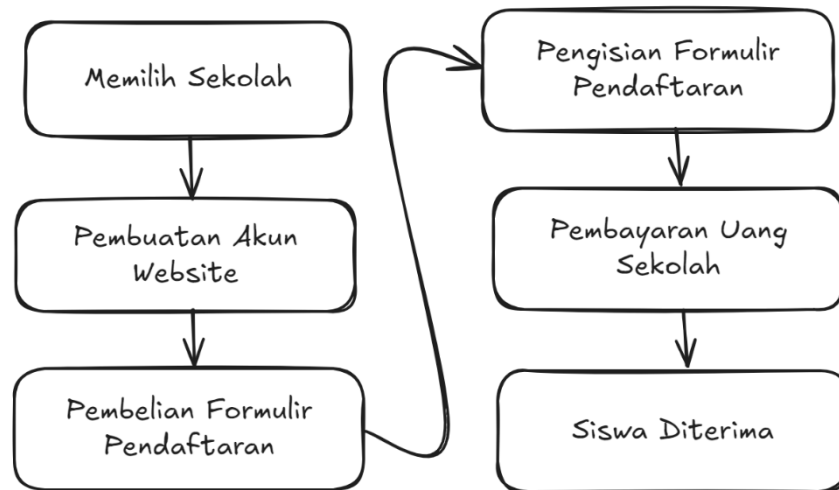 Memilih Sekolah
Pembuatan Akun
Website
Pembelian Formulir
Pendaftaran
Pengisian Formulir
Pendaftaran
Pembayaran Uang
Sekolah
Siswa Diterima